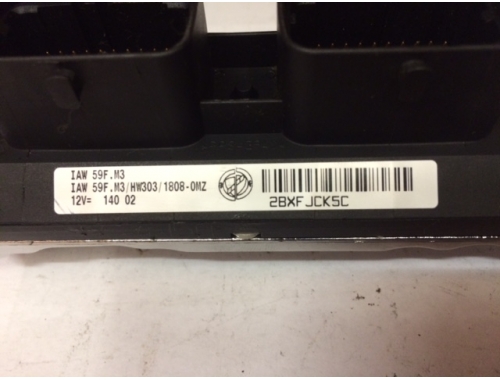 IAW 59F.M3
IAW 59F.M3/HW303/1808-0MZ
12V= 140 02
2BXFJCK5C